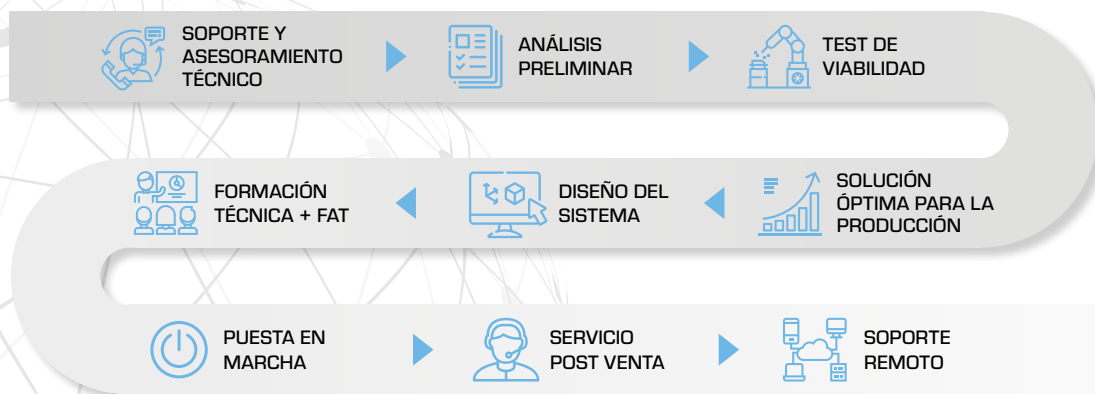 SOPORTE Y
ASESORAMIENTO
TÉCNICO
ANÁLISIS
PRELIMINAR
TEST DE
VIABILIDAD
SOLUCIÓN
ÓPTIMA PARA LA
PRODUCCIÓN
DISEÑO DEL
SISTEMA
FORMACIÓN
TÉCNICA + FAT
PUESTA EN
MARCHA
SERVICIO
POST VENTA
SOPORTE
REMOTO